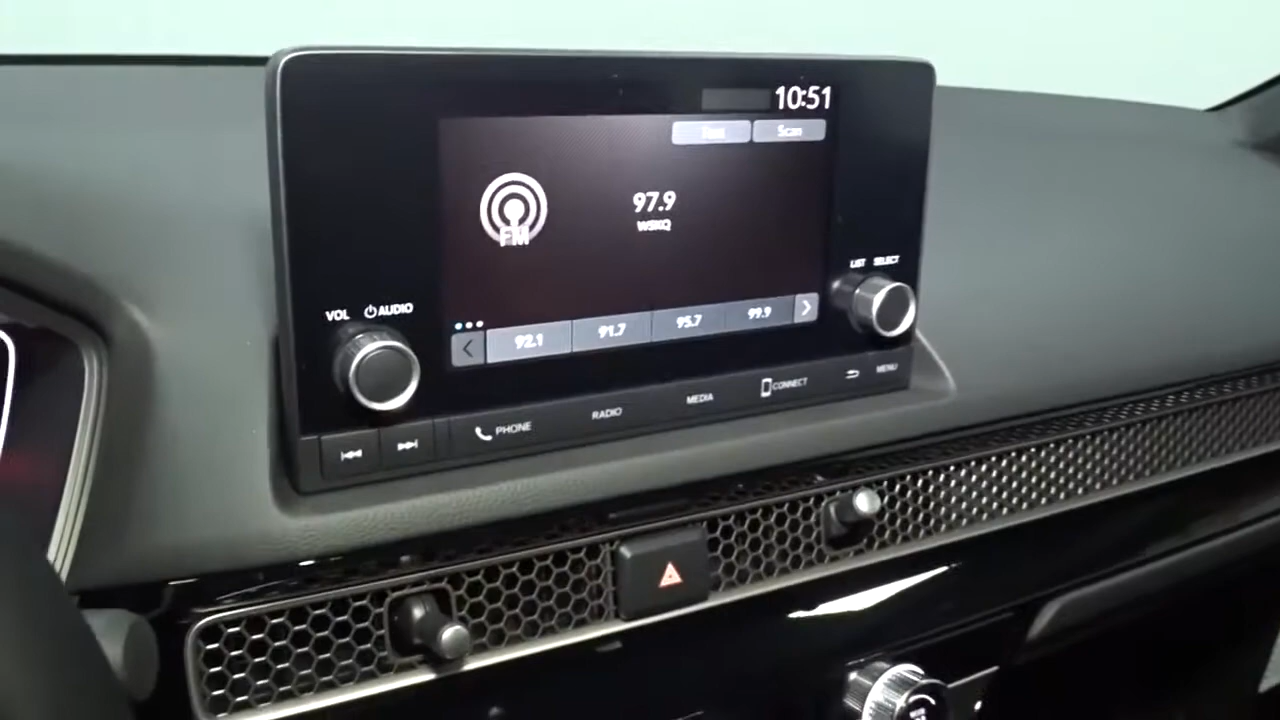 10:51
Scan
FM
97.9
WSKQ
LIST SELECT
VOL AUDIO
92.1 91.7 95.7 99.9
PHONE RADIO MEDIA CONNECT MENU